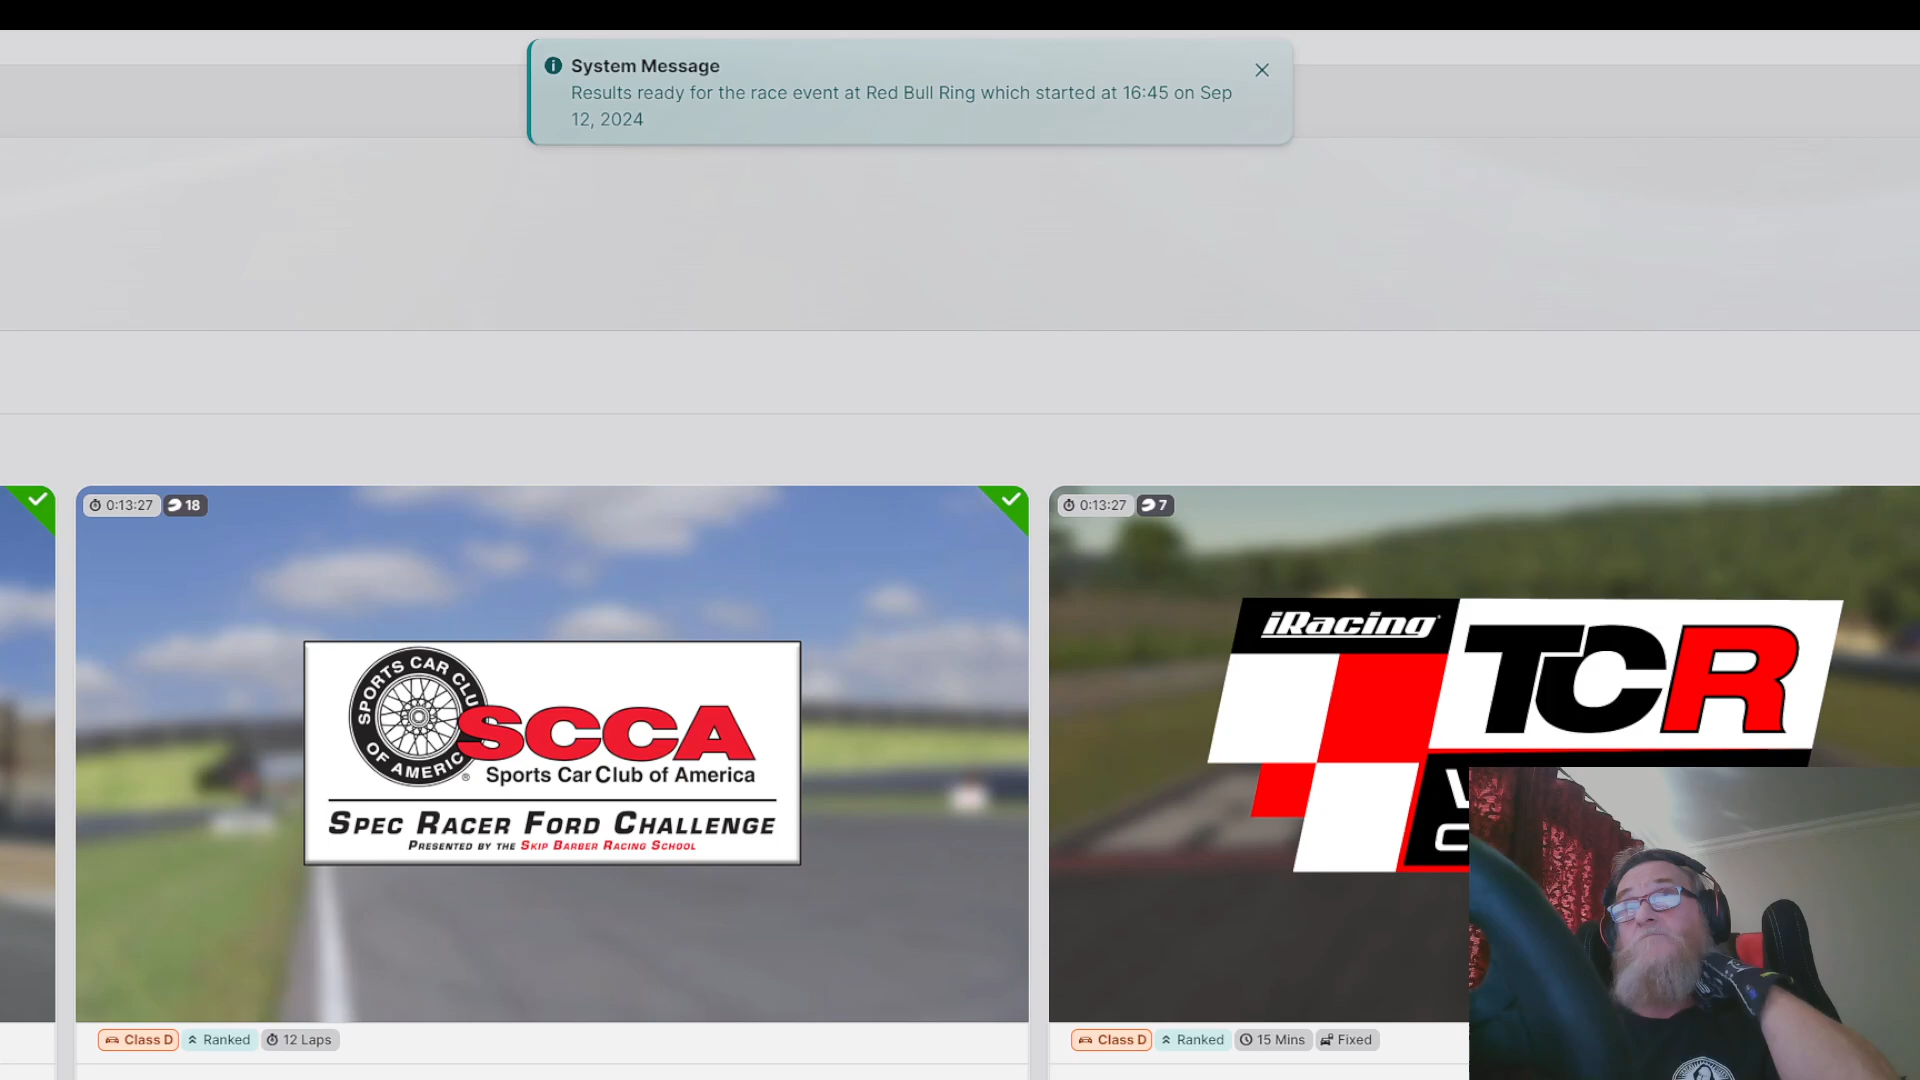 System Message
Results ready for the race event at Red Bull Ring which started at 16:45 on Sep
12, 2024
0:13:27 18
0:13:27 7
SPORTS CAR CLU
OF AMERIC
®
SCCA
Sports Car Club of America
SPEC RACER FORD CHALLENGE
PRESENTED BY THE SKIP BARBER RACING SCHOOL
iRacing
TCR
Class D Ranked 12 Laps
Class D Ranked 15 Mins Fixed